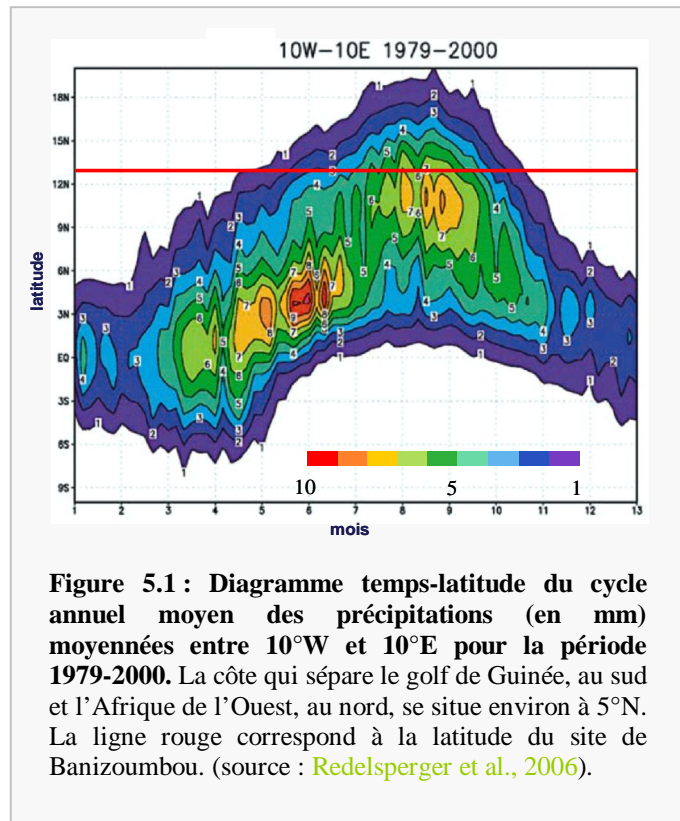 10W-10E 1979-2000
18N
15N
12N
9N
6N
3N
EQ
3S
6S
9S
latitude
10 5 1
1 2 3 4 5 6 7 8 9 10 11 12 13
mois
Figure 5.1 : Diagramme temps-latitude du cycle
annuel moyen des précipitations (en mm)
moyennées entre 10°W et 10°E pour la période
1979-2000. La côte qui sépare le golf de Guinée, au sud
et l'Afrique de l'Ouest, au nord, se situe environ à 5°N.
La ligne rouge correspond à la latitude du site de
Banizoumbou. (source : Redelsperger et al., 2006).